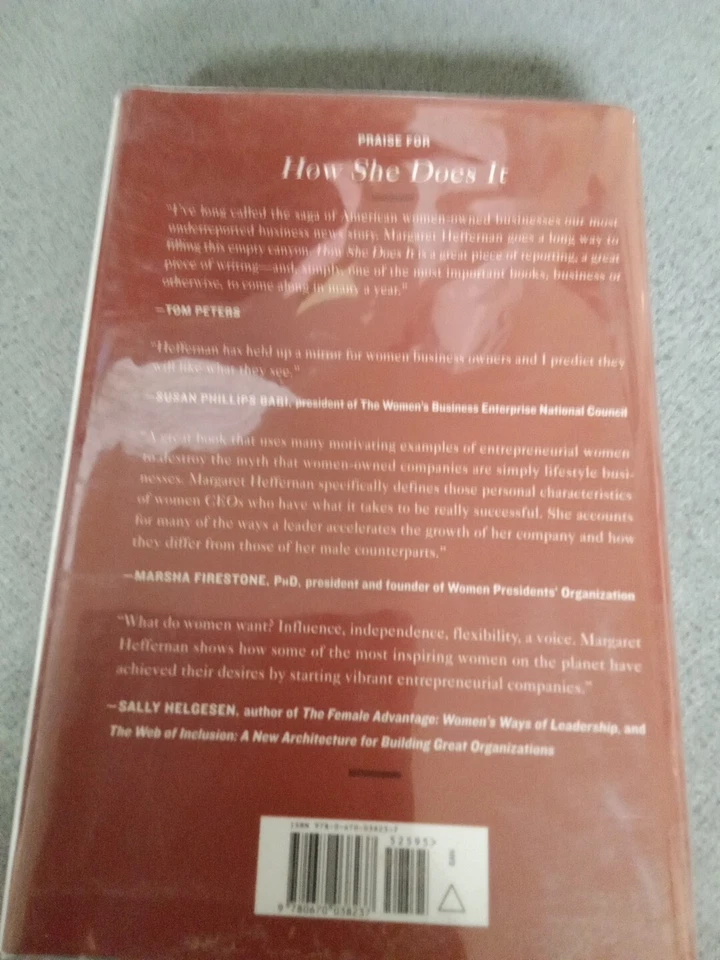 PRAISE FOR
How She Does It
"I've long called the saga of American women-owned businesses our most
underreported business news story. Margaret Heffernan goes a long way to
filling this empty canyon. How She Does It is a great piece of reporting, a great
piece of writing—and, simply, one of the most important books, business or
otherwise, to come along in many a year."
—TOM PETERS
"Heffernan has held up a mirror for women business owners and I predict they
will like what they see."
—SUSAN PHILLIPS BARI, president of The Women's Business Enterprise National Council
"A great book that uses many motivating examples of entrepreneurial women
to destroy the myth that women-owned companies are simply lifestyle busi-
nesses. Margaret Heffernan specifically defines those personal characteristics
of women CEOs who have what it takes to be really successful. She accounts
for many of the ways a leader accelerates the growth of her company and how
they differ from those of her male counterparts."
—MARSHA FIRESTONE, PhD, president and founder of Women Presidents' Organization
"What do women want? Influence, independence, flexibility, a voice. Margaret
Heffernan shows how some of the most inspiring women on the planet have
achieved their desires by starting vibrant entrepreneurial companies."
—SALLY HELGESEN, author of The Female Advantage: Women's Ways of Leadership, and
The Web of Inclusion: A New Architecture for Building Great Organizations
ISBN 978-0-670-03823-7
52595>
9 780670 038237